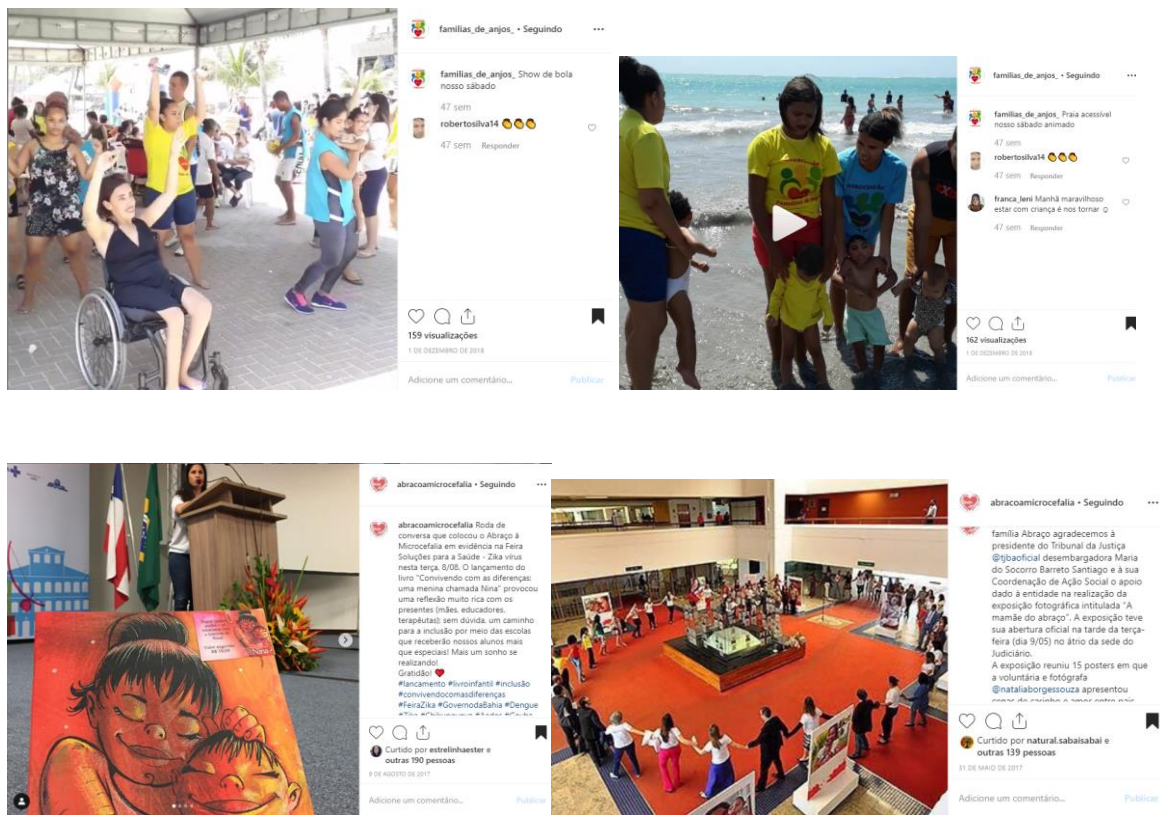 familias_de_anjos_ • Seguindo
familias_de_anjos_ Show de bola
nosso sábado
47 sem
robertosilva14
47 sem Responder
159 visualizações
1 DE DEZEMBRO DE 2018
Adicione um comentário...
Publicar
familias_de_anjos_ • Seguindo
familias_de_anjos_ Praia acessível
nosso sábado animado
47 sem
robertosilva14
47 sem Responder
franca_leni Manhã maravilhoso
estar com criança é nos tornar
47 sem Responder
162 visualizações
1 DE DEZEMBRO DE 2018
Adicione um comentário...
Publicar
abracoamicrocefalia • Seguindo
abracoamicrocefalia Roda de
conversa que colocou o Abraço à
Microcefalia em evidência na Feira
Soluções para a Saúde - Zika vírus
nesta terça, 8/08. O lançamento do
livro "Convivendo com as diferenças:
uma menina chamada Nina" provocou
uma reflexão muito rica com os
presentes (mães, educadores,
terapêutas); sem dúvida, um caminho
para a inclusão por meio das escolas
que receberão nossos alunos mais
que especiais! Mais um sonho se
realizando!
Gratidão!
#lancamento #livroinfantil #inclusão
#convivendocomasdiferenças
#FeiraZika #GovernodaBahia #Dengue
Curtido por estrelinhaester e
outras 190 pessoas
9 DE AGOSTO DE 2017
Adicione um comentário...
Publicar
abracoamicrocefalia • Seguindo
família Abraço agradecemos à
presidente do Tribunal da Justiça
@tjbaoficial desembargadora Maria
do Socorro Barreto Santiago e à sua
Coordenação de Ação Social o apoio
dado à entidade na realização da
exposição fotográfica intitulada "A
mamãe do abraço". A exposição teve
sua abertura oficial na tarde da terça-
feira (dia 9/05) no átrio da sede do
Judiciário.
A exposição reuniu 15 posters em que
a voluntária e fotógrafa
@nataliaborgessouza apresentou
cenas de carinho e amor entre pais
Curtido por natural.sabaisabai e
outras 139 pessoas
31 DE MAIO DE 2017
Adicione um comentário...
Publicar